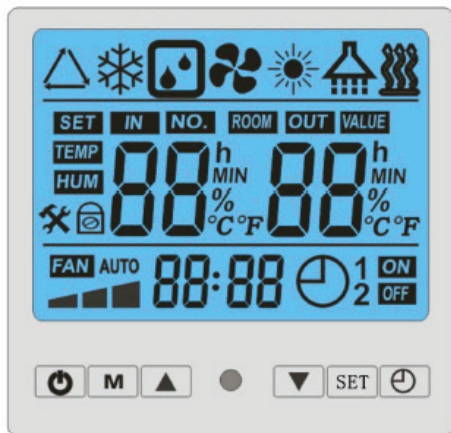 SET IN NO. ROOM OUT VALUE
TEMP 88 h 88 h
MIN MIN
HUM % %
°C °F °C °F
FAN AUTO 88:88 1 ON
2 OFF
M SET